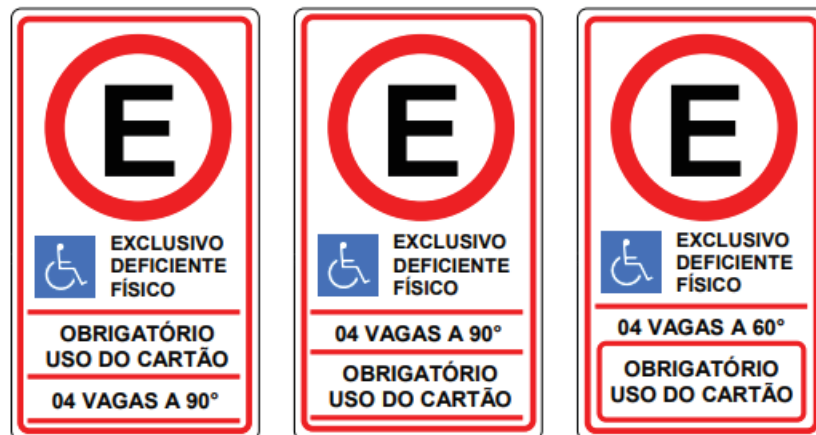 E
EXCLUSIVO
DEFICIENTE
FÍSICO
OBRIGATÓRIO
USO DO CARTÃO
04 VAGAS A 90°
E
EXCLUSIVO
DEFICIENTE
FÍSICO
04 VAGAS A 90°
OBRIGATÓRIO
USO DO CARTÃO
E
EXCLUSIVO
DEFICIENTE
FÍSICO
04 VAGAS A 60°
OBRIGATÓRIO
USO DO CARTÃO